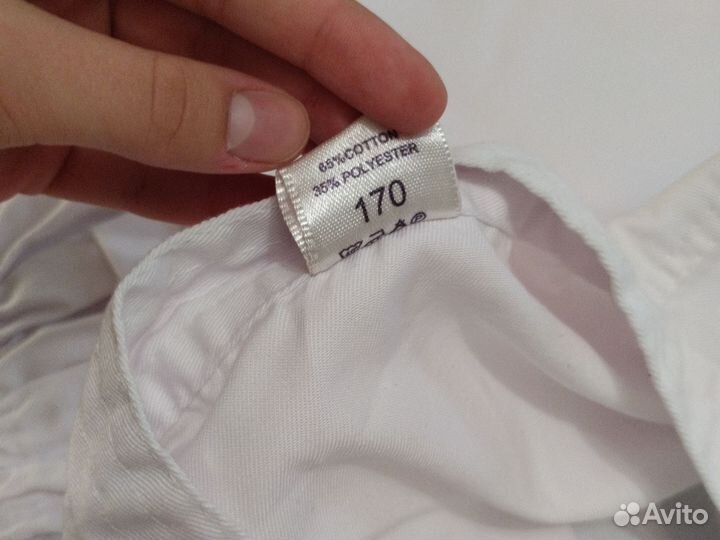 65%COTTON
35% POLYESTER
170
Avito